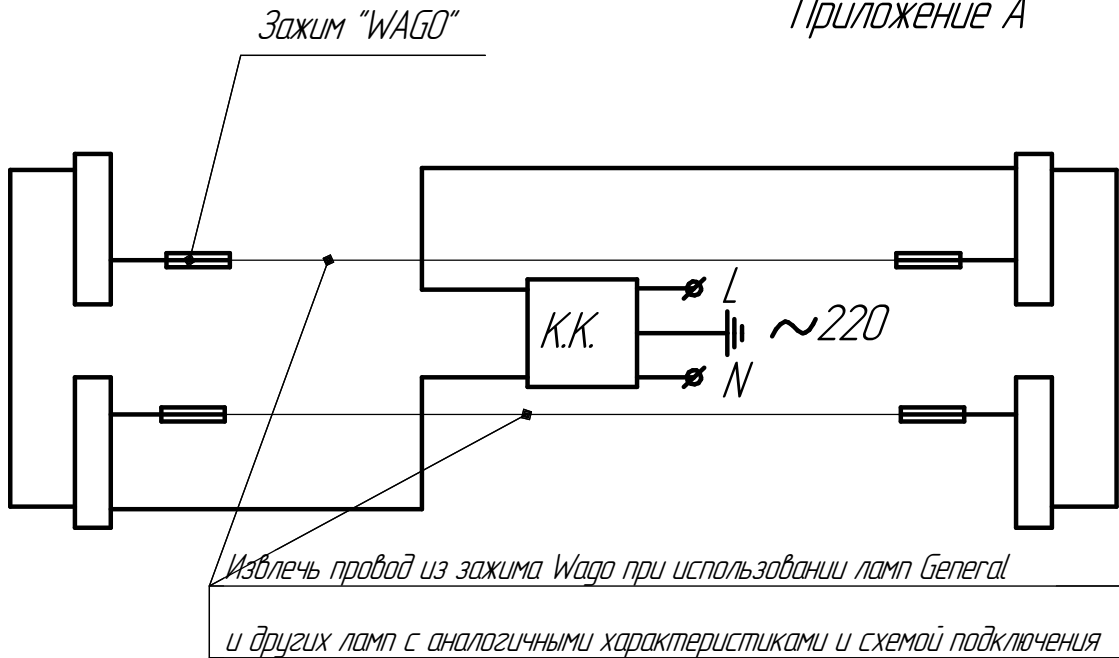 Приложение А
Зажим "WAGO"
L
К.К.
~220
N
Извлечь провод из зажима Wago при использовании ламп General
и других ламп с аналогичными характеристиками и схемой подключения